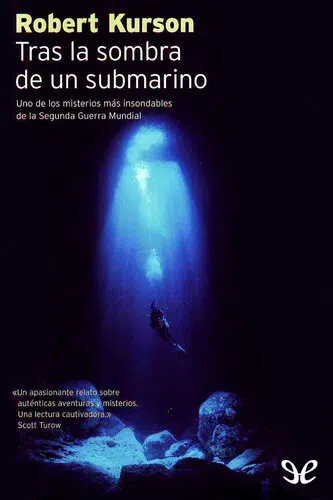 Robert Kurson
Tras la sombra
de un submarino
Uno de los misterios más insondables
de la Segunda Guerra Mundial
«Un apasionante relato sobre
auténticas aventuras y misterios.
Una lectura cautivadora.»
Scott Turow